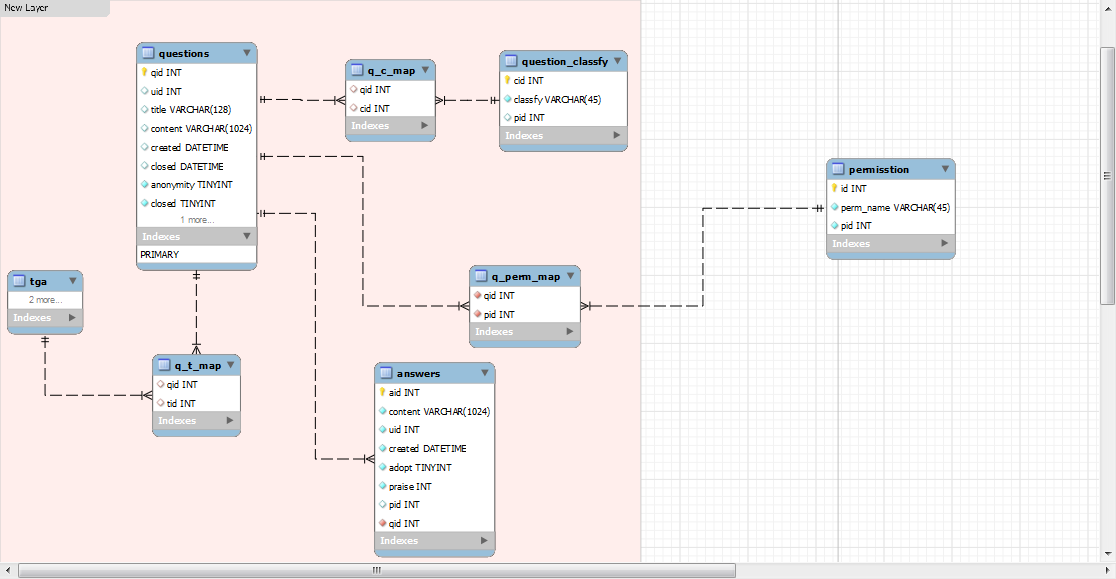 New Layer
questions
qid INT
uid INT
title VARCHAR(128)
content VARCHAR(1024)
created DATETIME
closed DATETIME
anonymity TINYINT
closed TINYINT
1 more...
Indexes
PRIMARY
q_c_map
qid INT
cid INT
Indexes
question_classfy
cid INT
classfy VARCHAR(45)
pid INT
Indexes
permisstion
id INT
perm_name VARCHAR(45)
pid INT
Indexes
tga
2 more...
Indexes
q_perm_map
qid INT
pid INT
Indexes
q_t_map
qid INT
tid INT
Indexes
answers
aid INT
content VARCHAR(1024)
uid INT
created DATETIME
adopt TINYINT
praise INT
pid INT
qid INT
Indexes